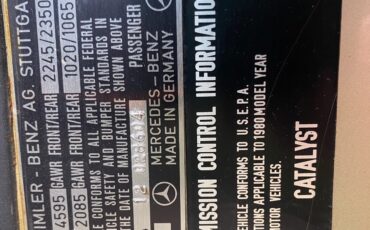 IMLER - BENZ AG. STUTTGA
4595 GAWR FRONT/REAR 2245/2350
2085 GAWR FRONT/REAR 1020/1065
LE CONFORMS TO ALL APPLICABLE FEDERAL
VEHICLE SAFETY AND BUMPER STANDARDS IN
THE DATE OF MANUFACTURE SHOWN ABOVE
PASSENGER
MERCEDES-BENZ
MADE IN GERMANY
MISSION CONTROL INFORMATION
VEHICLE CONFORMS TO U.S.E.P.A.
TIONS APPLICABLE TO 1990 MODEL YEAR
MOTOR VEHICLES.
CATALYST